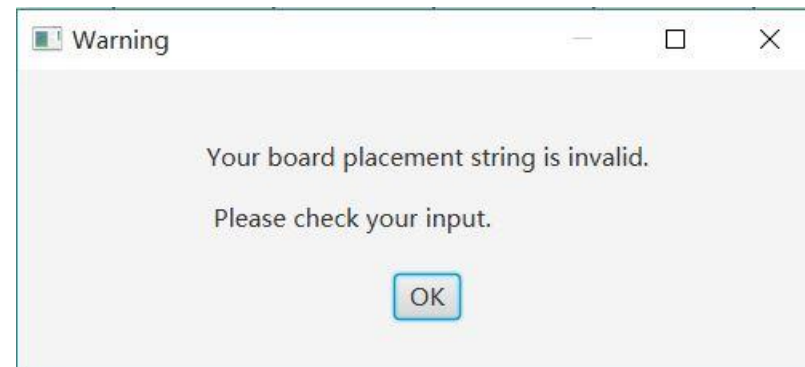 Warning
Your board placement string is invalid.
Please check your input.
OK